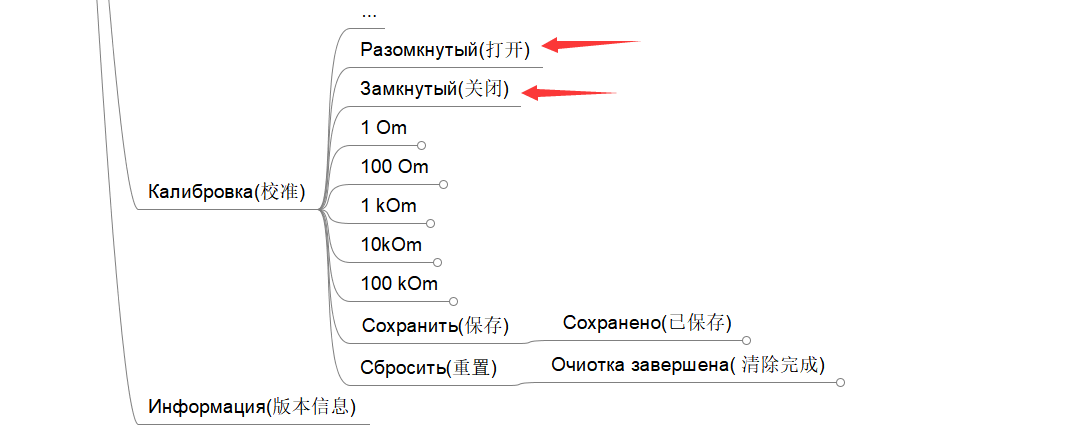 ...
Разомкнутый(打开)
Замкнутый(关闭)
1 Om
100 Om
Калибровка(校准)
1 kOm
10kOm
100 kOm
Сохранить(保存) Сохранено(已保存)
Сбросить(重置) Очиотка завершена( 清除完成)
Информация(版本信息)